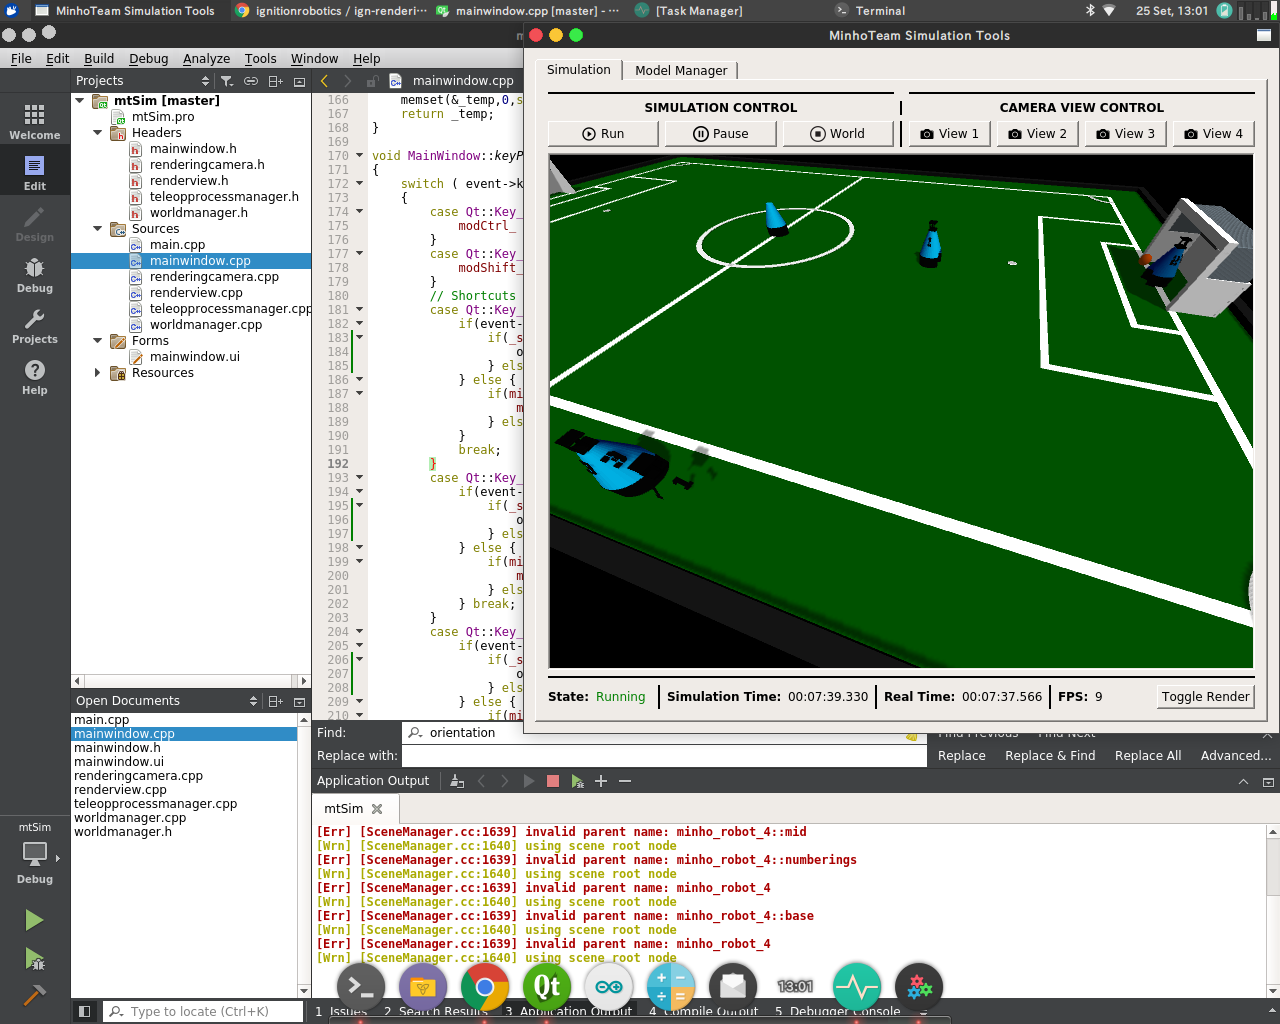 MinhoTeam Simulation Tools
ignitionrobotics / ign-renderi···
mainwindow.cpp [master] - ···
[Task Manager]
Terminal
25 Set, 13:01
File Edit View Build Debug Analyze Tools Window Help
Projects
mainwindow.cpp
Welcome
Edit
Design
Debug
Projects
Help
mtSim [master]
mtSim.pro
Headers
mainwindow.h
renderingcamera.h
renderview.h
teleopprocessmanager.h
worldmanager.h
Sources
main.cpp
mainwindow.cpp
renderingcamera.cpp
renderview.cpp
teleopprocessmanager.cpp
worldmanager.cpp
Forms
mainwindow.ui
Resources
Open Documents
main.cpp
mainwindow.cpp
mainwindow.h
mainwindow.ui
renderingcamera.cpp
renderview.cpp
teleopprocessmanager.cpp
worldmanager.cpp
worldmanager.h
mtSim
Debug
166 memset(&_temp,0,s
167 return _temp;
168 }
169
170 void MainWindow::keyP
171 {
172 switch ( event->k
173 {
174 case Qt::Key_
175 modCtrl_
176 }
177 case Qt::Key_
178 modShift_
179 }
180 // Shortcuts
181 case Qt::Key_
182 if(event-
183 if(_s
184 o
185 } els
186 } else {
187 if(mi
188 m
189 } els
190 }
191 break;
192 }
193 case Qt::Key_
194 if(event-
195 if(_s
196 o
197 } els
198 } else {
199 if(mi
200 m
201 } els
202 } break;
203 }
204 case Qt::Key_
205 if(event-
206 if(_s
207 o
208 } els
209 } else {
210 if(mi
MinhoTeam Simulation Tools
Simulation
Model Manager
SIMULATION CONTROL
CAMERA VIEW CONTROL
Run
Pause
World
View 1
View 2
View 3
View 4
State: Running
Simulation Time: 00:07:39.330
Real Time: 00:07:37.566
FPS: 9
Toggle Render
Find: orientation
Find Previous
Find Next
Replace with:
Replace
Replace & Find
Replace All
Advanced...
Application Output
mtSim
[Err] [SceneManager.cc:1639] invalid parent name: minho_robot_4::mid
[Wrn] [SceneManager.cc:1640] using scene root node
[Err] [SceneManager.cc:1639] invalid parent name: minho_robot_4::numberings
[Wrn] [SceneManager.cc:1640] using scene root node
[Err] [SceneManager.cc:1639] invalid parent name: minho_robot_4
[Wrn] [SceneManager.cc:1640] using scene root node
[Err] [SceneManager.cc:1639] invalid parent name: minho_robot_4::base
[Wrn] [SceneManager.cc:1640] using scene root node
[Err] [SceneManager.cc:1639] invalid parent name: minho_robot_4
[Wrn] [SceneManager.cc:1640] using scene root node
Qt
13:01
Type to locate (Ctrl+K)
1 Issues
2 Search Results
3 Application Output
4 Compile Output
5 Debugger Console